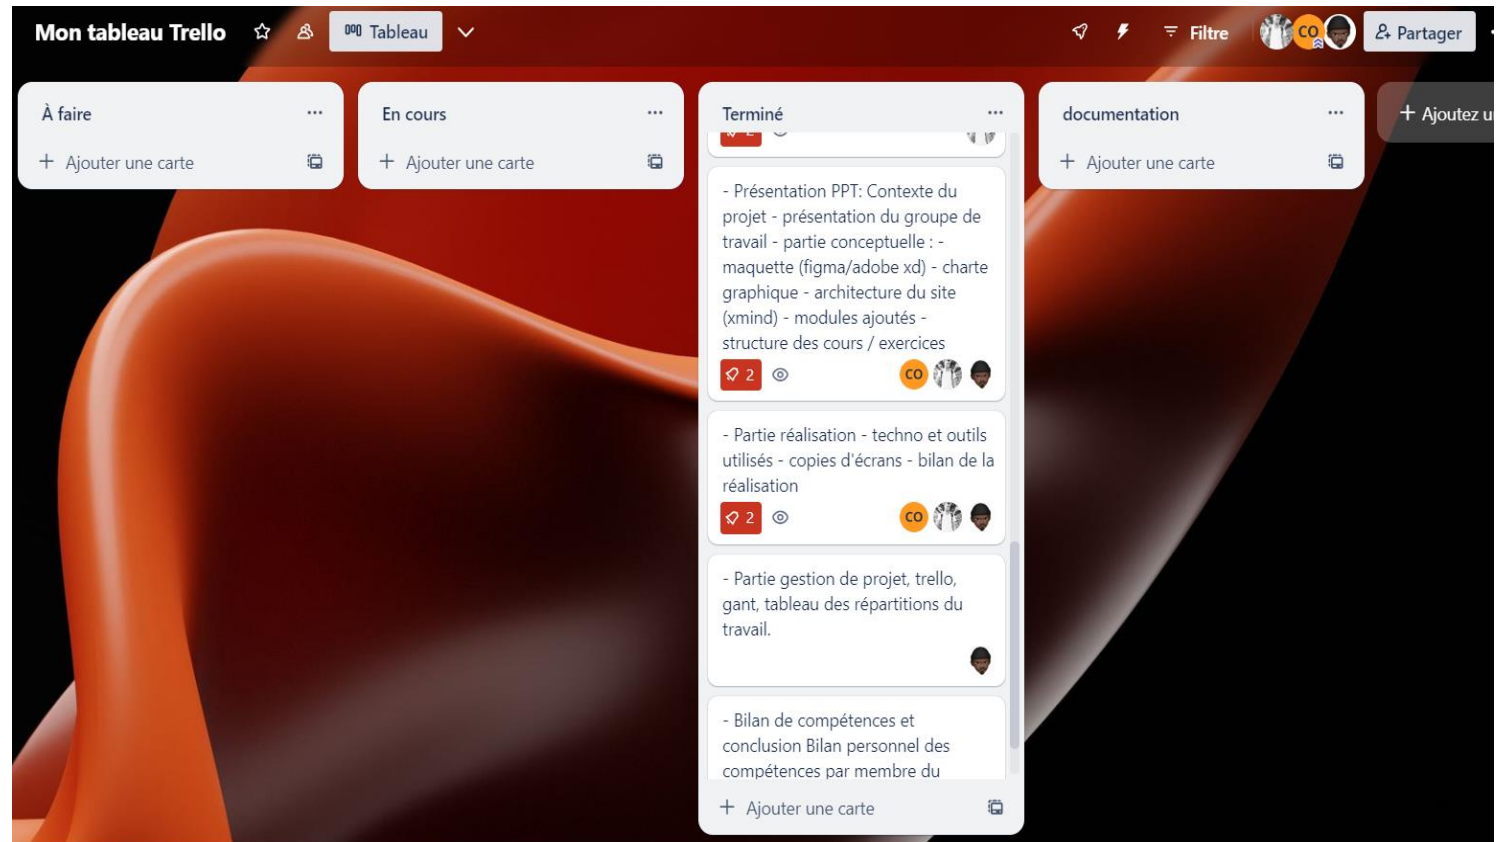 Mon tableau Trello
Tableau
Filtre
CO
Partager
À faire
Ajouter une carte
En cours
Ajouter une carte
Terminé
2
- Présentation PPT: Contexte du
projet - présentation du groupe de
travail - partie conceptuelle : -
maquette (figma/adobe xd) - charte
graphique - architecture du site
(xmind) - modules ajoutés -
structure des cours / exercices
2
CO
- Partie réalisation - techno et outils
utilisés - copies d'écrans - bilan de la
réalisation
2
CO
- Partie gestion de projet, trello,
gant, tableau des répartitions du
travail.
- Bilan de compétences et
conclusion Bilan personnel des
compétences par membre du
Ajouter une carte
documentation
Ajouter une carte
Ajoutez u